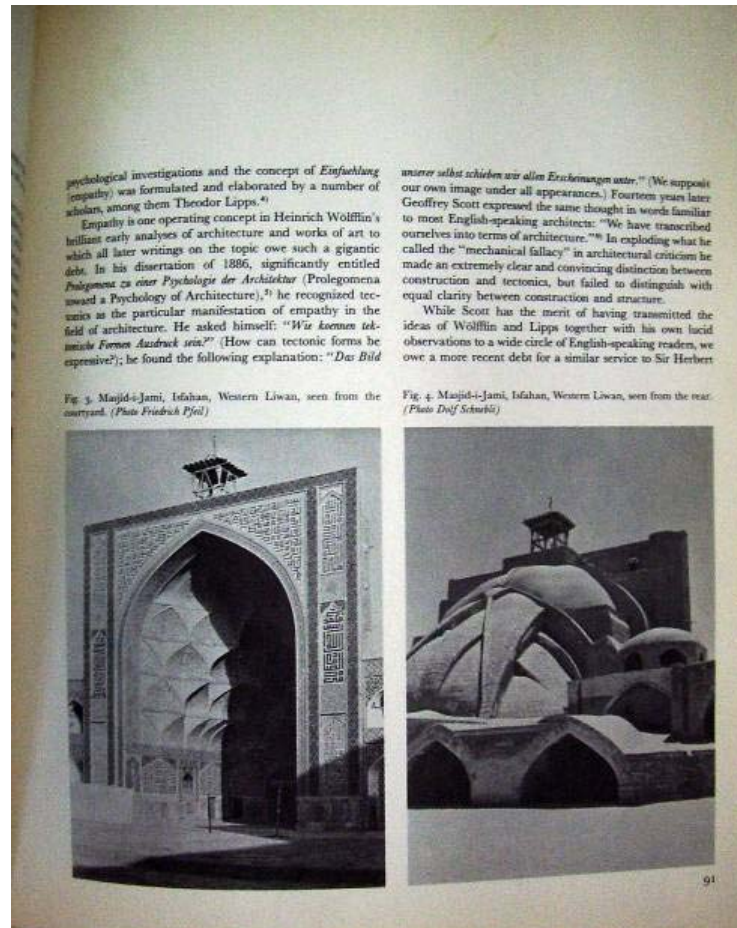 psychological investigations and the concept of Einfuehlung
(empathy) was formulated and elaborated by a number of
scholars, among them Theodor Lipps.⁴⁾
Empathy is one operating concept in Heinrich Wölfflin's
brilliant early analyses of architecture and works of art to
which all later writings on the topic owe such a gigantic
debt. In his dissertation of 1886, significantly entitled
Prolegomena zu einer Psychologie der Architektur (Prolegomena
toward a Psychology of Architecture),⁵⁾ he recognized tec-
tonics as the particular manifestation of empathy in the
field of architecture. He asked himself: "Wie koennen tek-
tonische Formen Ausdruck sein?" (How can tectonic forms be
expressive?); he found the following explanation: "Das Bild
unserer selbst schieben wir allen Erscheinungen unter." (We supposit
our own image under all appearances.) Fourteen years later
Geoffrey Scott expressed the same thought in words familiar
to most English-speaking architects: "We have transcribed
ourselves into terms of architecture."⁶⁾ In exploding what he
called the "mechanical fallacy" in architectural criticism he
made an extremely clear and convincing distinction between
construction and tectonics, but failed to distinguish with
equal clarity between construction and structure.
While Scott has the merit of having transmitted the
ideas of Wölfflin and Lipps together with his own lucid
observations to a wide circle of English-speaking readers, we
owe a more recent debt for a similar service to Sir Herbert
Fig. 3. Masjid-i-Jami, Isfahan, Western Liwan, seen from the
courtyard. (Photo Friedrich Pfeil)
Fig. 4. Masjid-i-Jami, Isfahan, Western Liwan, seen from the rear.
(Photo Dolf Schnebli)
91